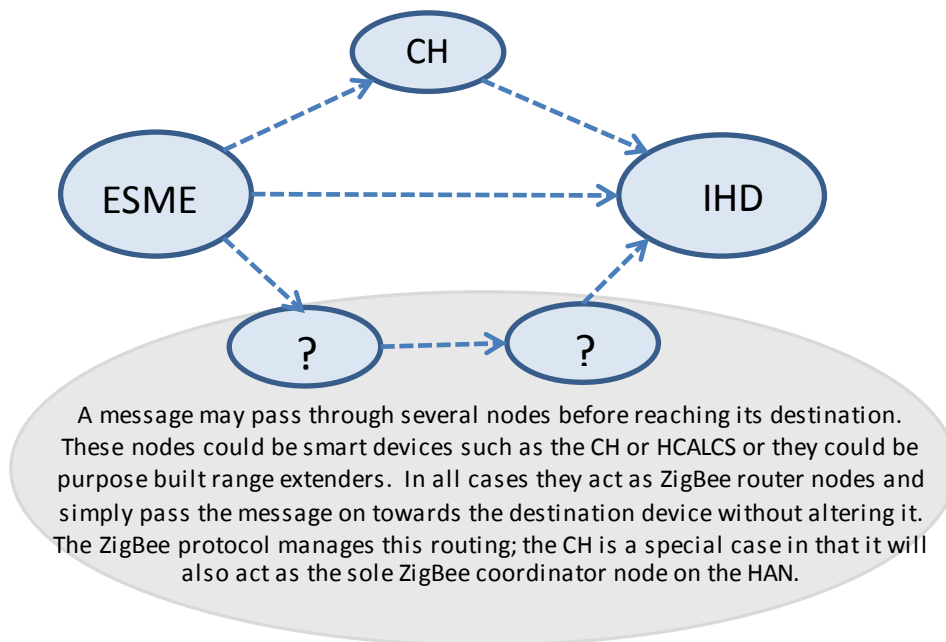 CH
ESME
IHD
?
?
A message may pass through several nodes before reaching its destination.
These nodes could be smart devices such as the CH or HCALCS or they could be
purpose built range extenders. In all cases they act as ZigBee router nodes and
simply pass the message on towards the destination device without altering it.
The ZigBee protocol manages this routing; the CH is a special case in that it will
also act as the sole ZigBee coordinator node on the HAN.